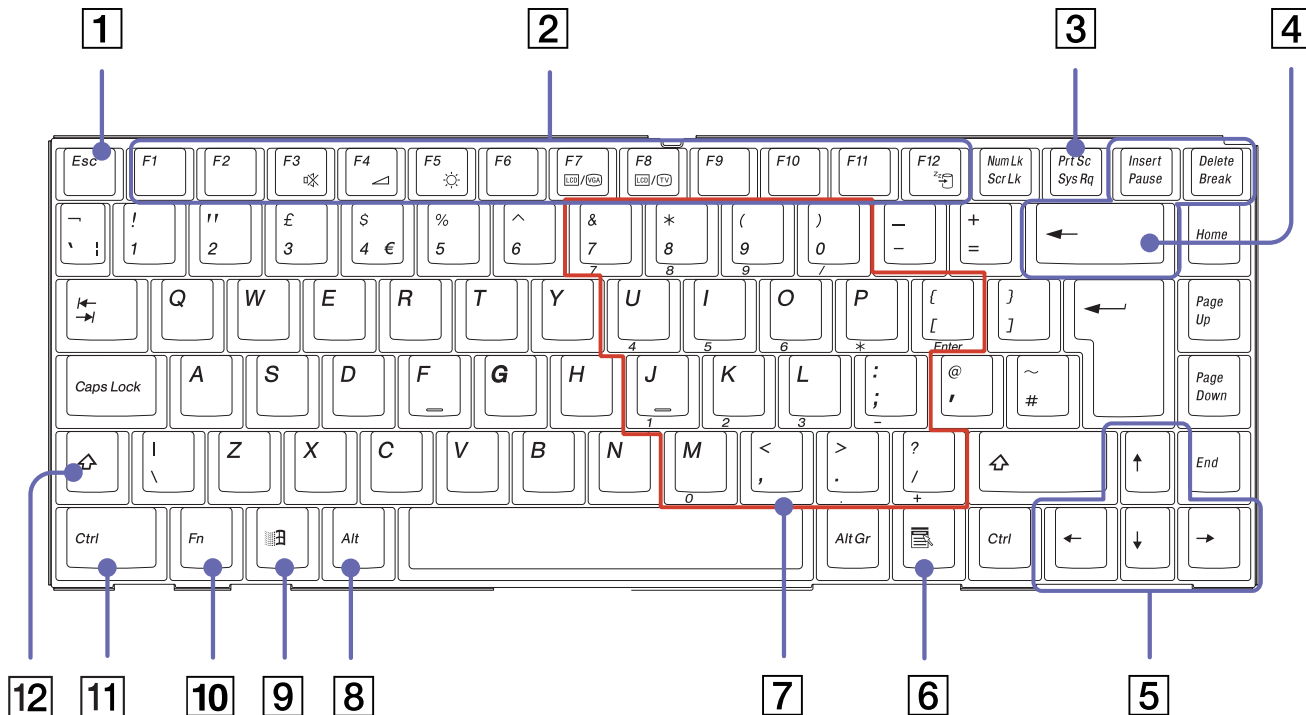 1 2 3 4
Esc F1 F2 F3 F4 F5 F6 F7 LCD/VGA F8 LCD/TV F9 F10 F11 F12 zz Num Lk Scr Lk Prt Sc Sys Rq Insert Pause Delete Break
¬ ` ¦ ! 1 " 2 £ 3 $ 4 € % 5 ^ 6 & 7 7 * 8 8 ( 9 9 ) 0 / _ - + = ← Home
Q W E R T Y U 4 I 5 O 6 P * { [ Enter } ] Page Up
Caps Lock A S D F G H J 1 K 2 L 3 : ; - @ ' ~ # Page Down
| \ Z X C V B N M 0 < , > . . ? / + ↑ End
Ctrl Fn Alt Alt Gr Ctrl ← ↓ →
12 11 10 9 8 7 6 5